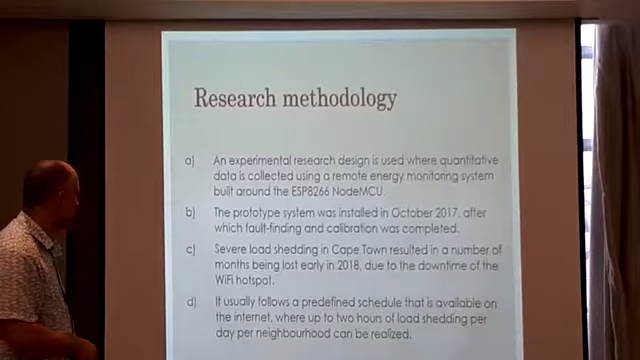 Research methodology
a) An experimental research design is used where quantitative
data is collected using a remote energy monitoring system
built around the ESP8266 NodeMCU.
b) The prototype system was installed in October 2017, after
which fault-finding and calibration was completed.
c) Severe load shedding in Cape Town resulted in a number of
months being lost early in 2018, due to the downtime of the
WiFi hotspot.
d) It usually follows a predefined schedule that is available on
the internet, where up to two hours of load shedding per
day per neighbourhood can be realized.